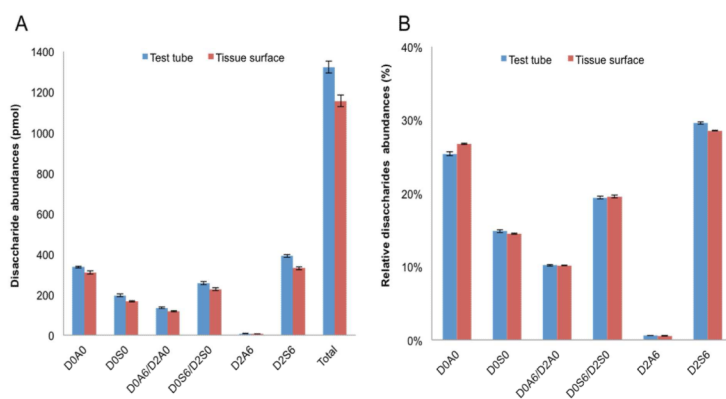 A
Test tube Tissue surface
Disaccharide abundances (pmol)
1400
1200
1000
800
600
400
200
0
D0A0
D0S0
D0A6/D2A0
D0S6/D2S0
D2A6
D2S6
Total
B
Test tube Tissue surface
Relative disaccharides abundances (%)
40%
30%
20%
10%
0%
D0A0
D0S0
D0A6/D2A0
D0S6/D2S0
D2A6
D2S6